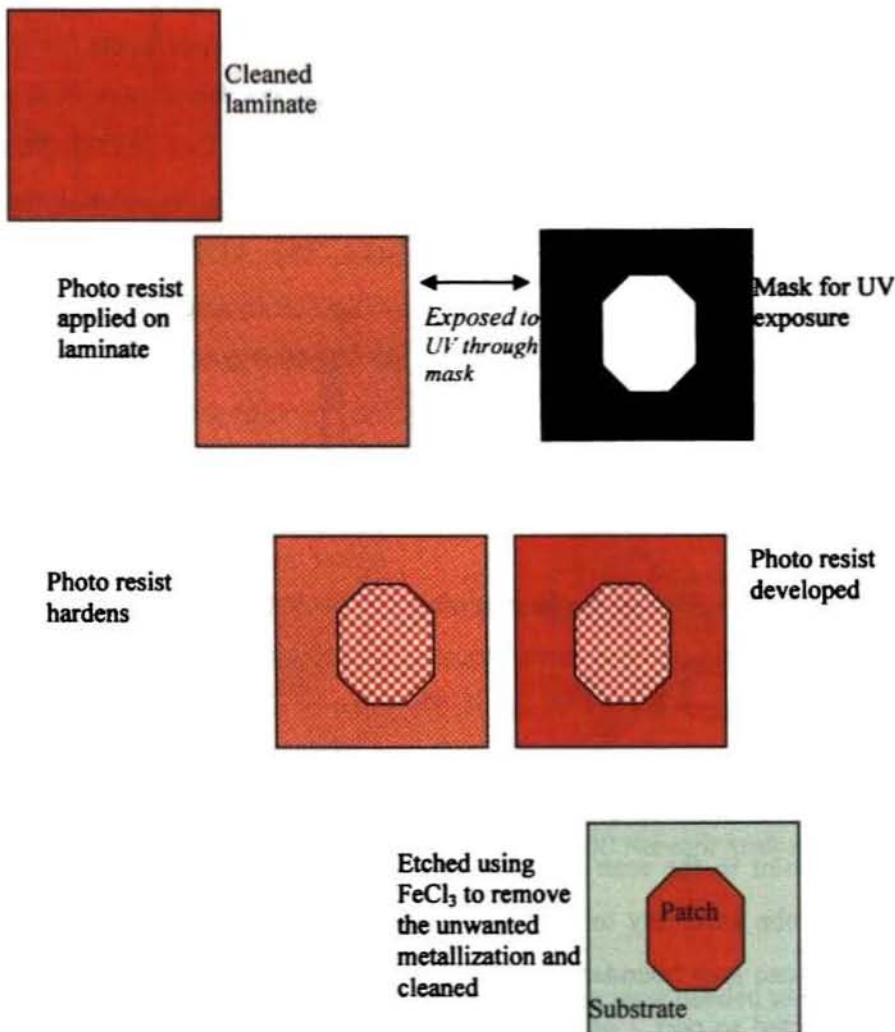 Cleaned
laminate
Photo resist
applied on
laminate
Exposed to
UV through
mask
Mask for UV
exposure
Photo resist
hardens
Photo resist
developed
Etched using
FeCl₃ to remove
the unwanted
metallization and
cleaned
Patch
Substrate